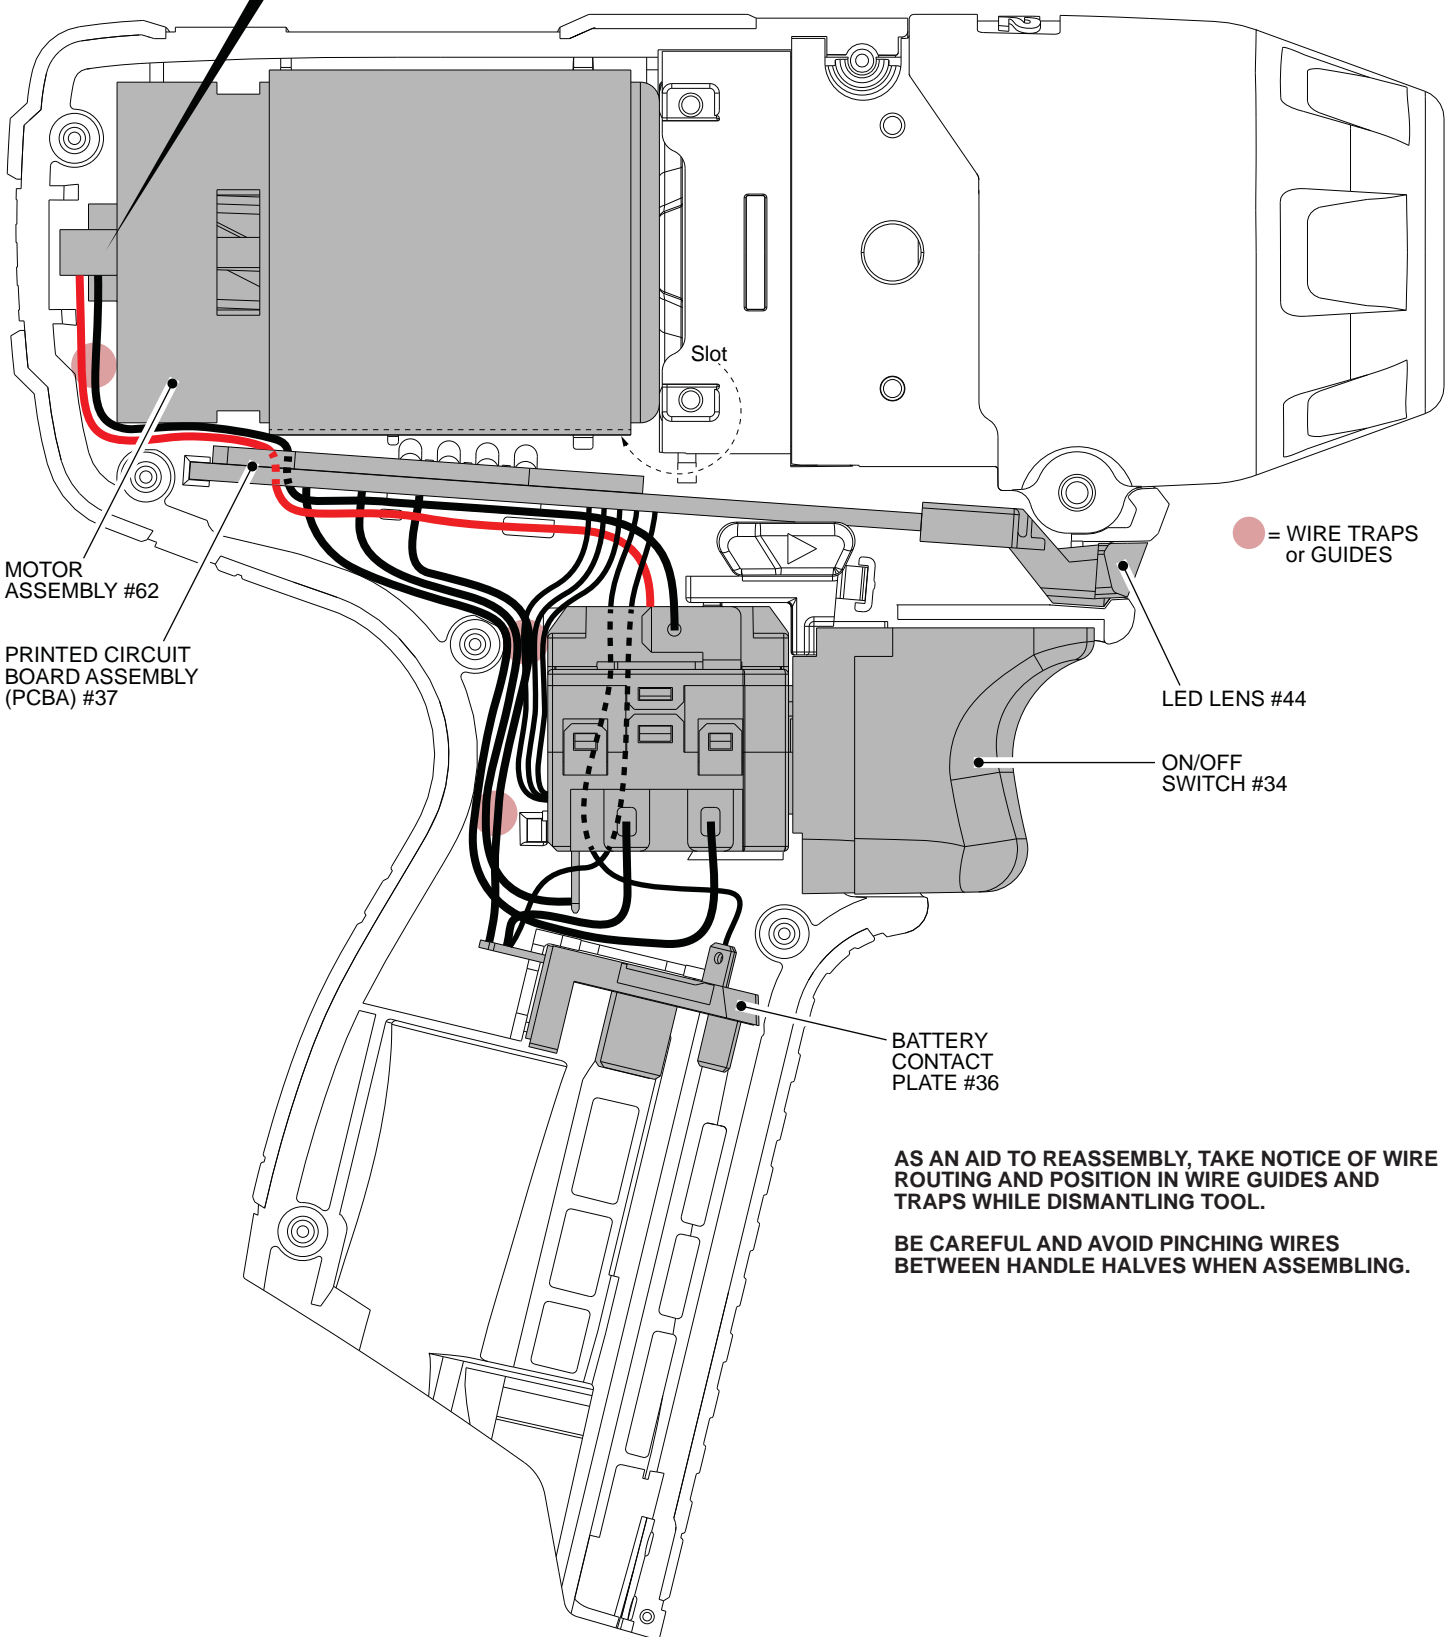 Slot
= WIRE TRAPS
or GUIDES
MOTOR
ASSEMBLY #62
PRINTED CIRCUIT
BOARD ASSEMBLY
(PCBA) #37
LED LENS #44
ON/OFF
SWITCH #34
BATTERY
CONTACT
PLATE #36
AS AN AID TO REASSEMBLY, TAKE NOTICE OF WIRE
ROUTING AND POSITION IN WIRE GUIDES AND
TRAPS WHILE DISMANTLING TOOL.
BE CAREFUL AND AVOID PINCHING WIRES
BETWEEN HANDLE HALVES WHEN ASSEMBLING.